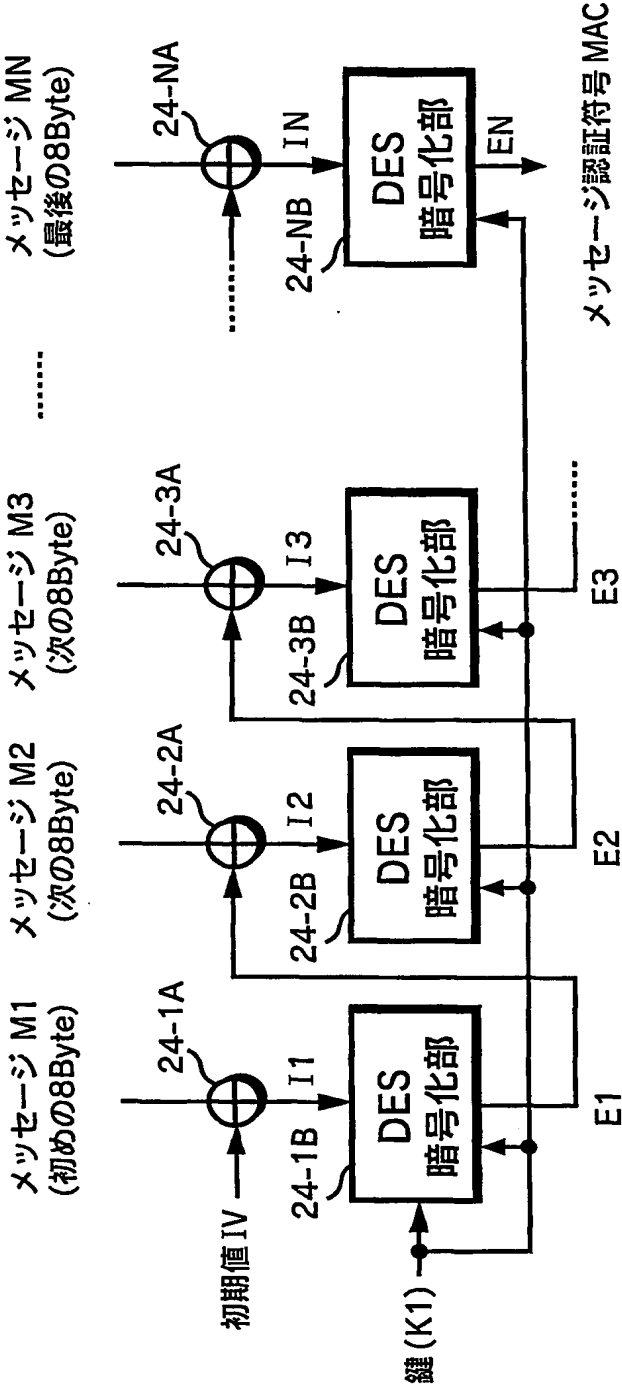 メッセージ M1
(初めの8Byte)
メッセージ M2
(次の8Byte)
メッセージ M3
(次の8Byte)
.......
メッセージ MN
(最後の8Byte)
24-1A
24-2A
24-3A
24-NA
初期値 IV
I1
I2
I3
IN
24-1B
24-2B
24-3B
24-NB
鍵 (K1)
DES
暗号化部
DES
暗号化部
DES
暗号化部
DES
暗号化部
EN
E1
E2
E3
メッセージ認証符号 MAC